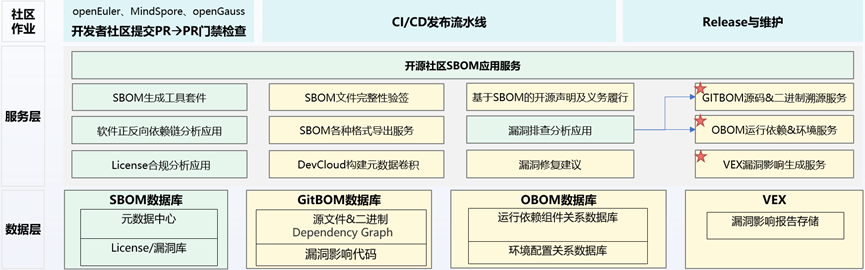 社区
作业
openEuler、MindSpore、openGauss
开发者社区提交PR→PR门禁检查
CI/CD发布流水线
Release与维护
服务层
开源社区SBOM应用服务
SBOM生成工具套件
SBOM文件完整性验签
基于SBOM的开源声明及义务履行
GITBOM源码&二进制溯源服务
软件正反向依赖链分析应用
SBOM各种格式导出服务
漏洞排查分析应用
OBOM运行依赖&环境服务
License合规分析应用
DevCloud构建元数据卷积
漏洞修复建议
VEX漏洞影响生成服务
数据层
SBOM数据库
元数据中心
License/漏洞库
GitBOM数据库
源文件&二进制
Dependency Graph
漏洞影响代码
OBOM数据库
运行依赖组件关系数据库
环境配置关系数据库
VEX
漏洞影响报告存储